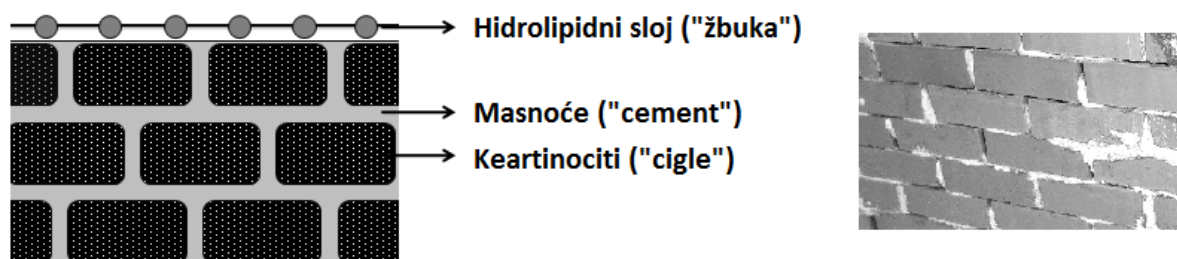 Hidrolipidni sloj ("žbuka")
Masnoće ("cement")
Keartinociti ("cigle")